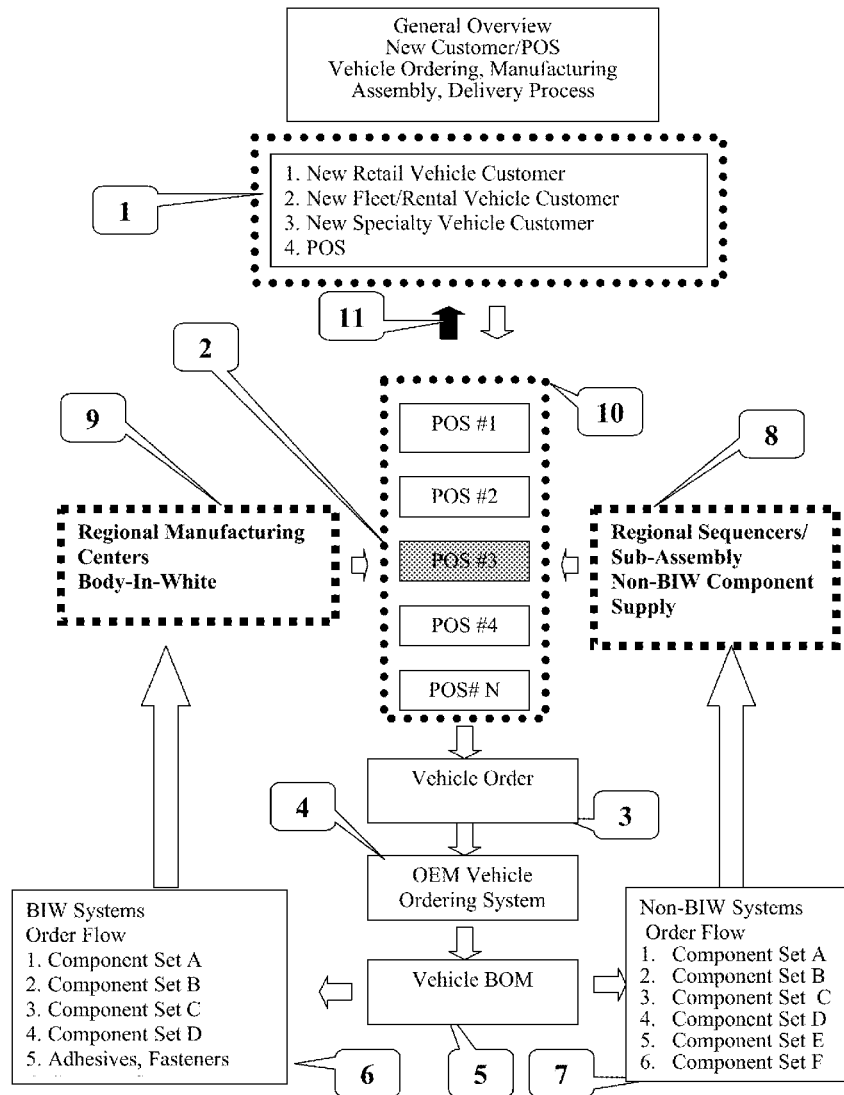 General Overview
New Customer/POS
Vehicle Ordering, Manufacturing
Assembly, Delivery Process
1. New Retail Vehicle Customer
2. New Fleet/Rental Vehicle Customer
3. New Specialty Vehicle Customer
4. POS
1
11
2
10
9
8
POS #1
POS #2
POS #3
POS #4
POS# N
Regional Manufacturing
Centers
Body-In-White
Regional Sequencers/
Sub-Assembly
Non-BIW Component
Supply
Vehicle Order
4
3
OEM Vehicle
Ordering System
BIW Systems
Order Flow
1. Component Set A
2. Component Set B
3. Component Set C
4. Component Set D
5. Adhesives, Fasteners
Vehicle BOM
Non-BIW Systems
Order Flow
1. Component Set A
2. Component Set B
3. Component Set C
4. Component Set D
5. Component Set E
6. Component Set F
6
5
7